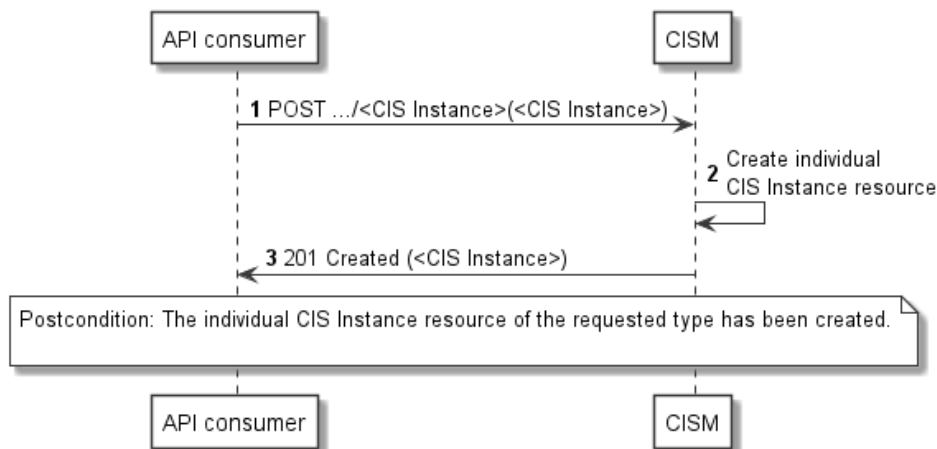 API consumer
CISM
1 POST .../<CIS Instance>(<CIS Instance>)
2 Create individual
CIS Instance resource
3 201 Created (<CIS Instance>)
Postcondition: The individual CIS Instance resource of the requested type has been created.
API consumer
CISM